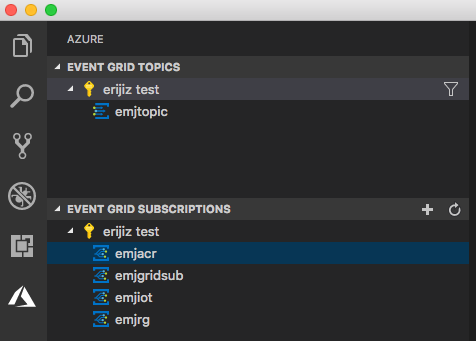 AZURE
EVENT GRID TOPICS
erijiz test
emjtopic
EVENT GRID SUBSCRIPTIONS
erijiz test
emjacr
emjgridsub
emjiot
emjrg